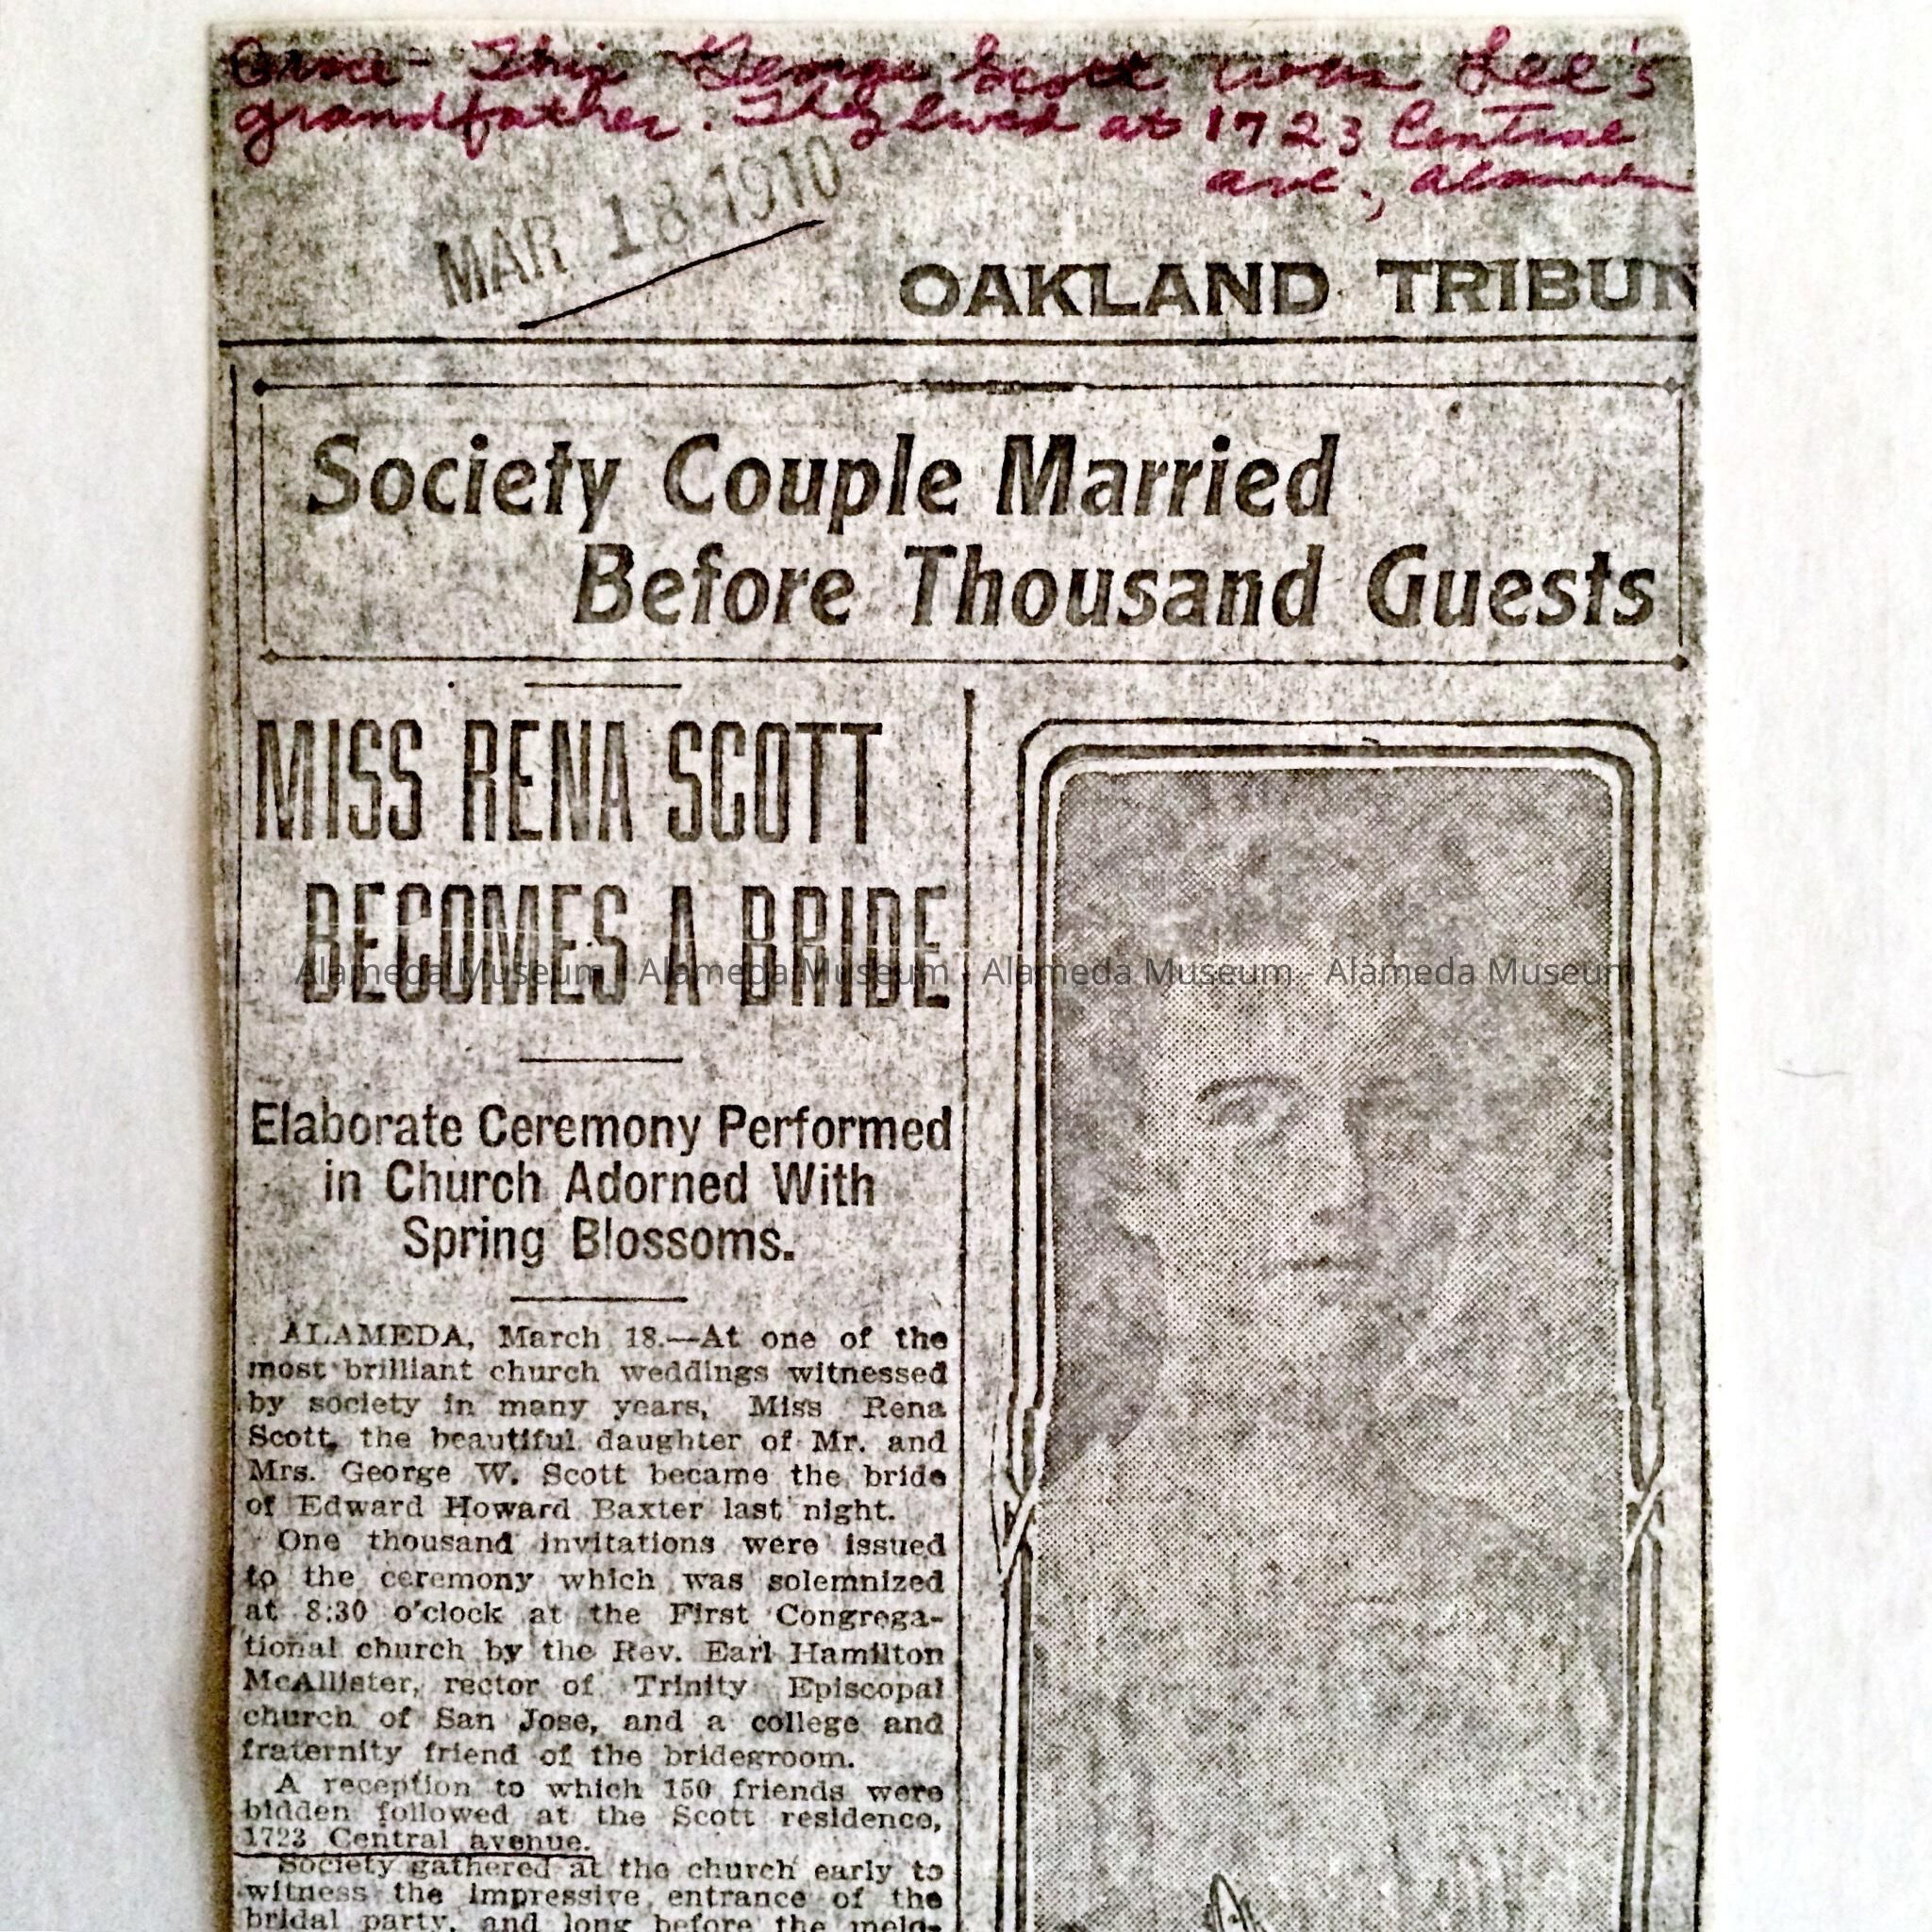 Grace - This George Scott was Lee's
grandfather. They lived at 1723 Central
ave., Alameda
MAR 18 1910
OAKLAND TRIBUN
Society Couple Married
Before Thousand Guests
MISS RENA SCOTT
BECOMES A BRIDE
Alameda Museum - Alameda Museum - Alameda Museum - Alameda Museum
Elaborate Ceremony Performed
in Church Adorned With
Spring Blossoms.
ALAMEDA, March 18.—At one of the
most brilliant church weddings witnessed
by society in many years, Miss Rena
Scott, the beautiful daughter of Mr. and
Mrs. George W. Scott became the bride
of Edward Howard Baxter last night.
One thousand invitations were issued
to the ceremony which was solemnized
at 8:30 o'clock at the First Congrega-
tional church by the Rev. Earl Hamilton
McAllister, rector of Trinity Episcopal
church of San Jose, and a college and
fraternity friend of the bridegroom.
A reception to which 150 friends were
bidden followed at the Scott residence,
1723 Central avenue.
Society gathered at the church early to
witness the impressive entrance of the
bridal party, and long before the melo-